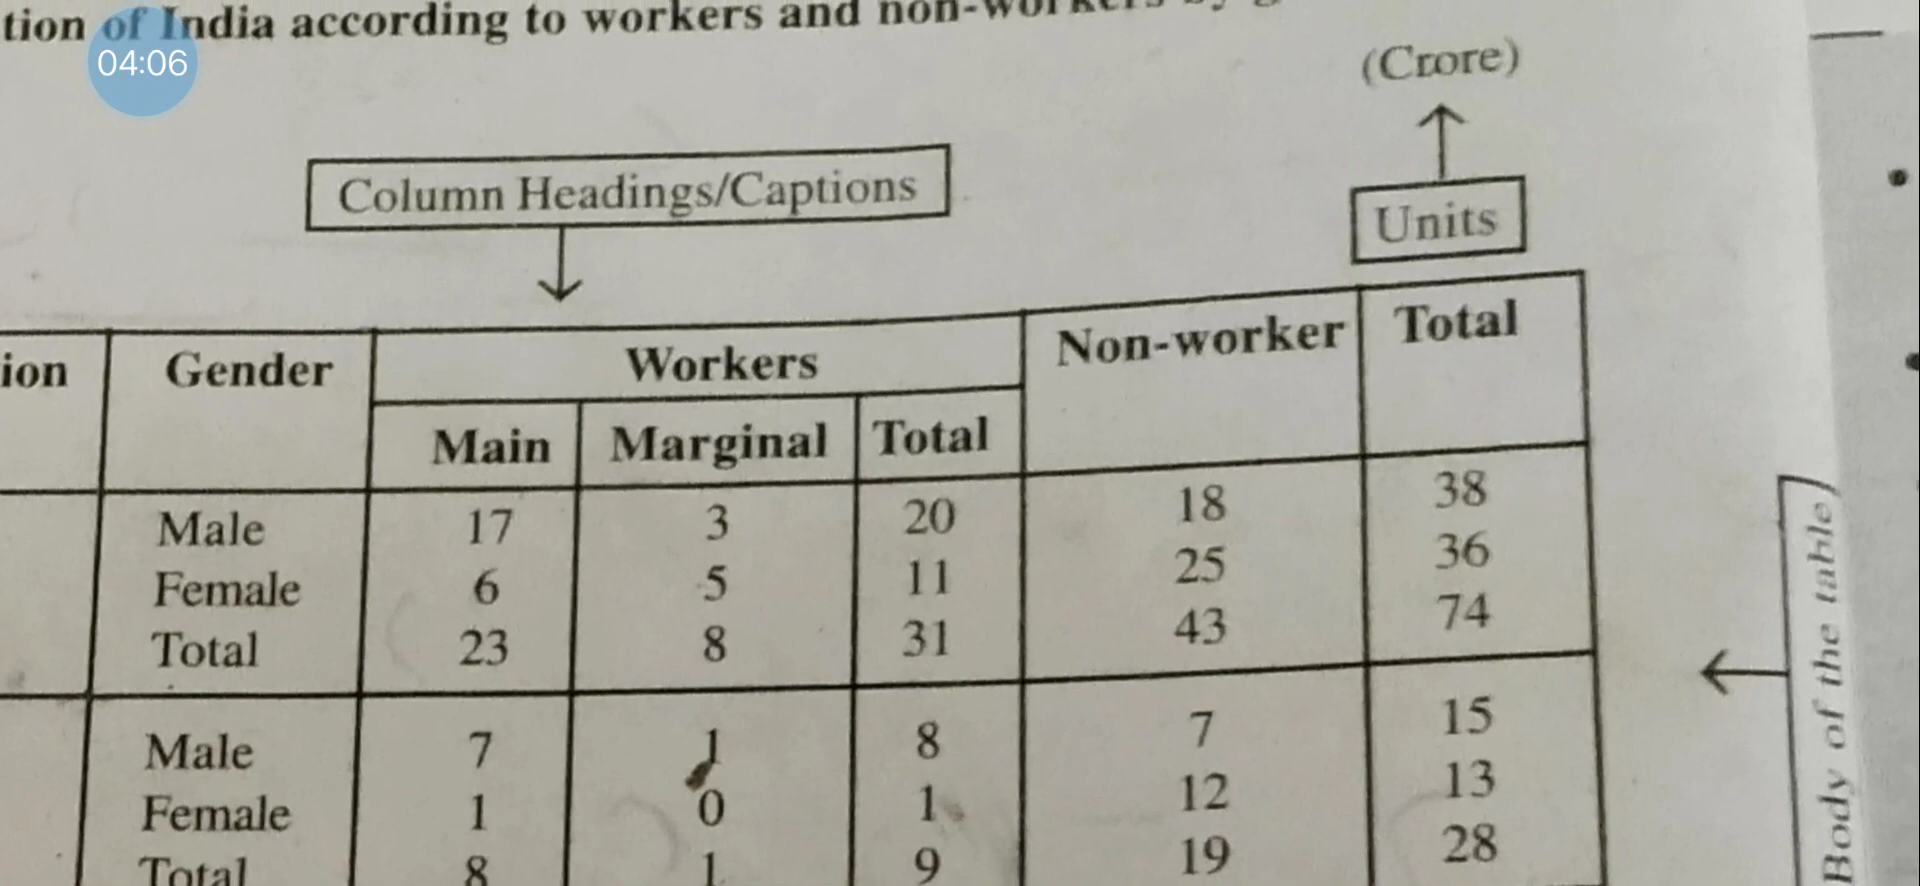 tion of India according to workers and non-workers by
04:06
(Crore)
Column Headings/Captions
Units
ion Gender Workers Non-worker Total
Main Marginal Total
Male 17 3 20 18 38
Female 6 5 11 25 36
Total 23 8 31 43 74
Male 7 1 8 7 15
Female 1 0 1 12 13
Total 8 1 9 19 28
Body of the table